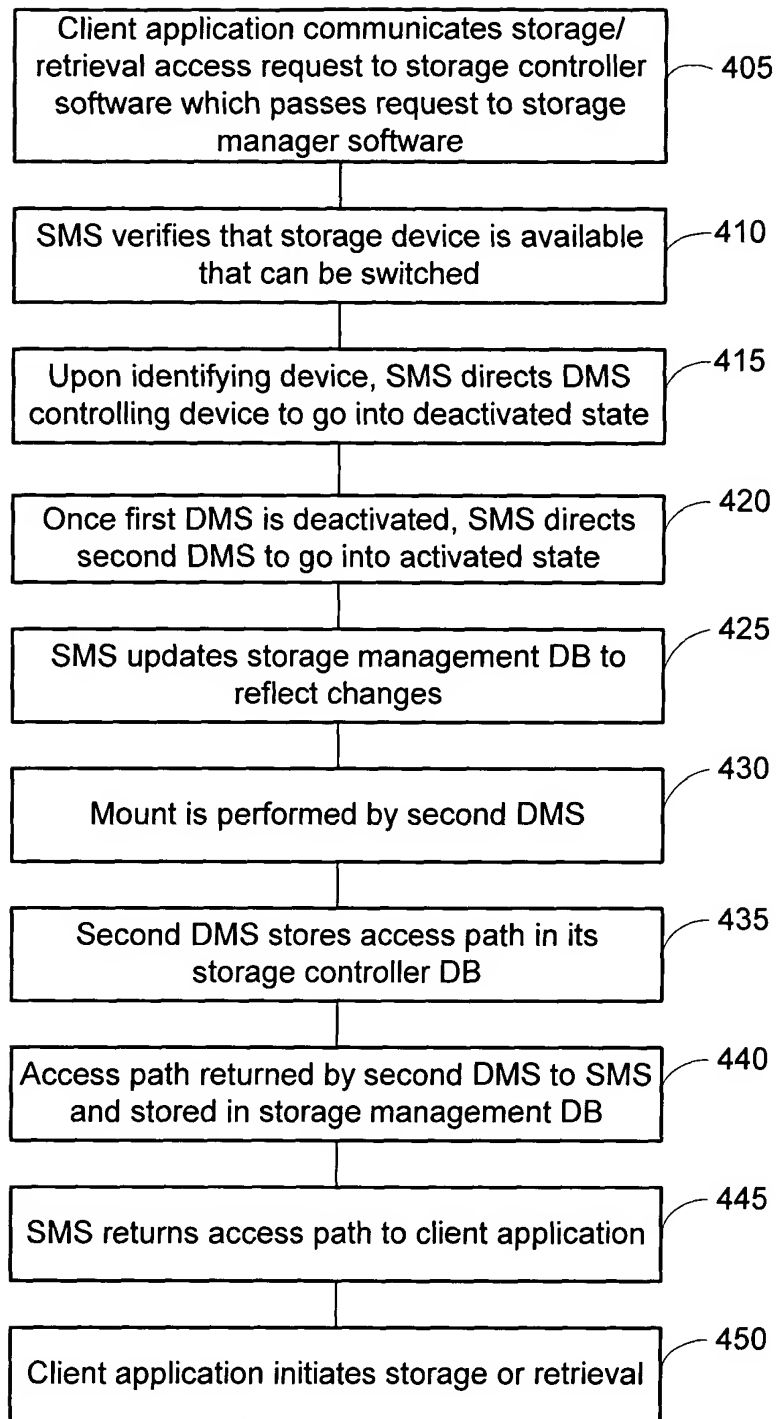 Client application communicates storage/
retrieval access request to storage controller
software which passes request to storage
manager software
405
SMS verifies that storage device is available
that can be switched
410
Upon identifying device, SMS directs DMS
controlling device to go into deactivated state
415
Once first DMS is deactivated, SMS directs
second DMS to go into activated state
420
SMS updates storage management DB to
reflect changes
425
Mount is performed by second DMS
430
Second DMS stores access path in its
storage controller DB
435
Access path returned by second DMS to SMS
and stored in storage management DB
440
SMS returns access path to client application
445
Client application initiates storage or retrieval
450